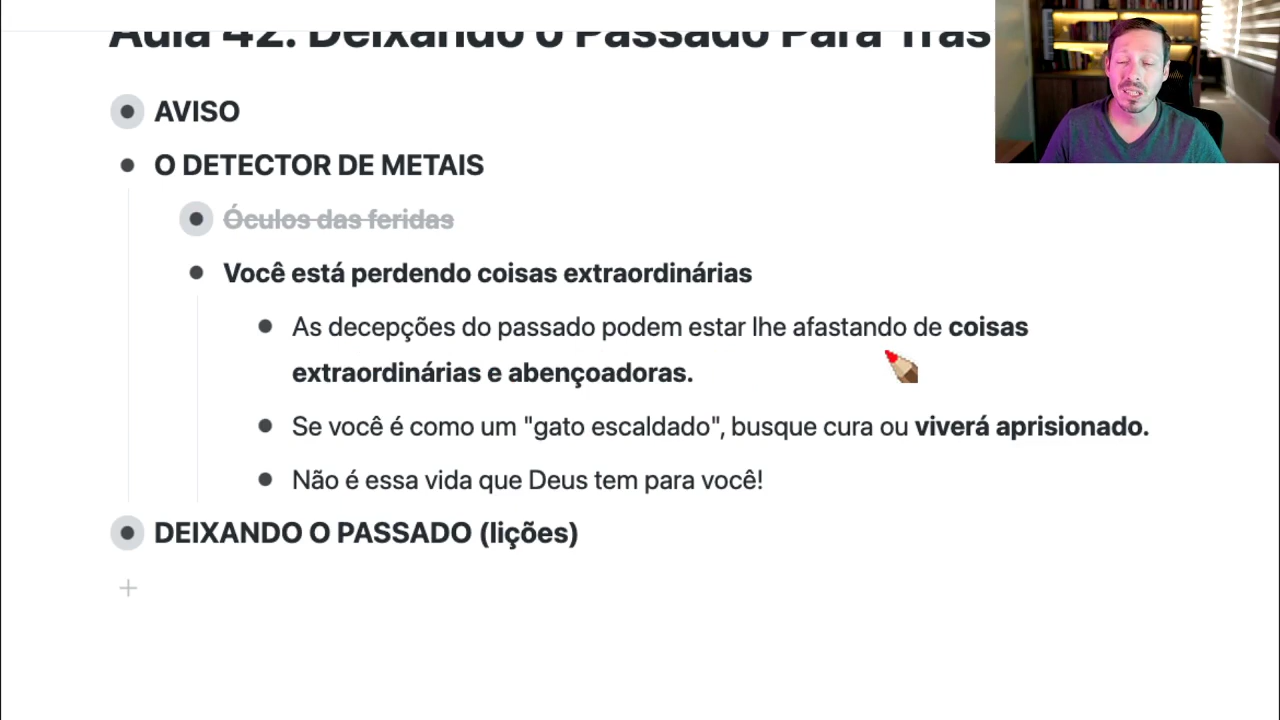 Aula 42. Deixando o Passado Para Trás
AVISO
O DETECTOR DE METAIS
Óculos das feridas
Você está perdendo coisas extraordinárias
As decepções do passado podem estar lhe afastando de coisas
extraordinárias e abençoadoras.
Se você é como um "gato escaldado", busque cura ou viverá aprisionado.
Não é essa vida que Deus tem para você!
DEIXANDO O PASSADO (lições)